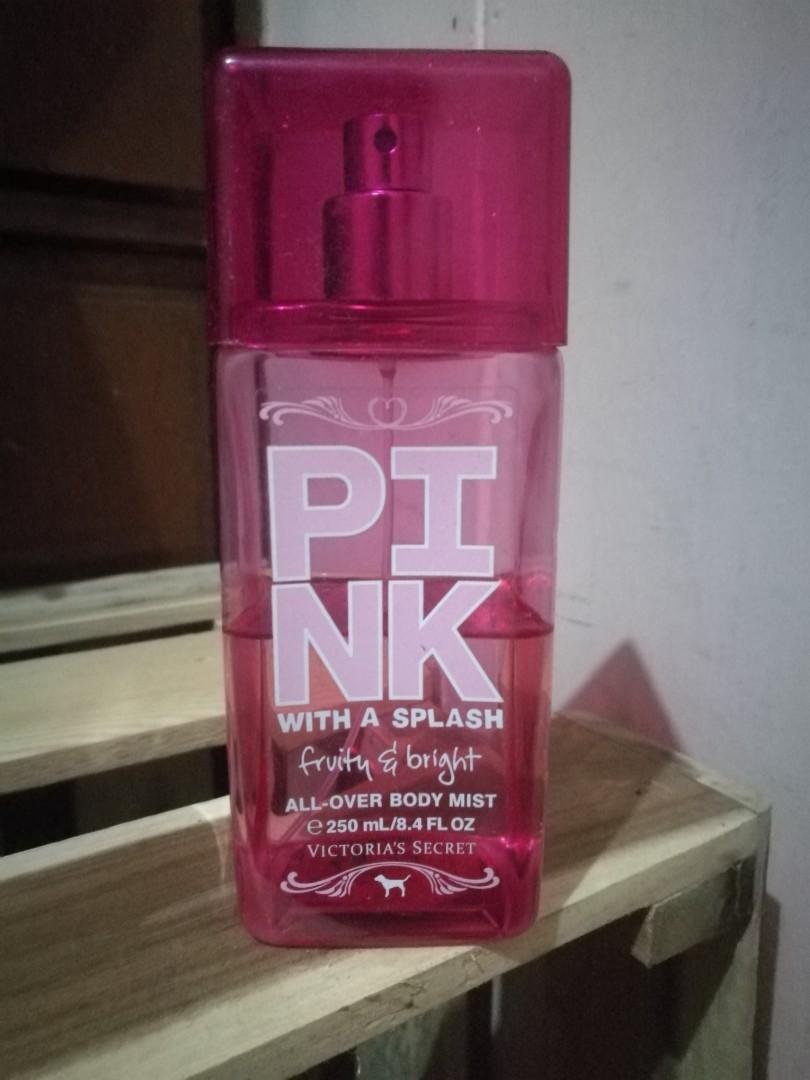 PI
NK
WITH A SPLASH
fruity & bright
ALL-OVER BODY MIST
℮ 250 mL/8.4 FL OZ
VICTORIA'S SECRET